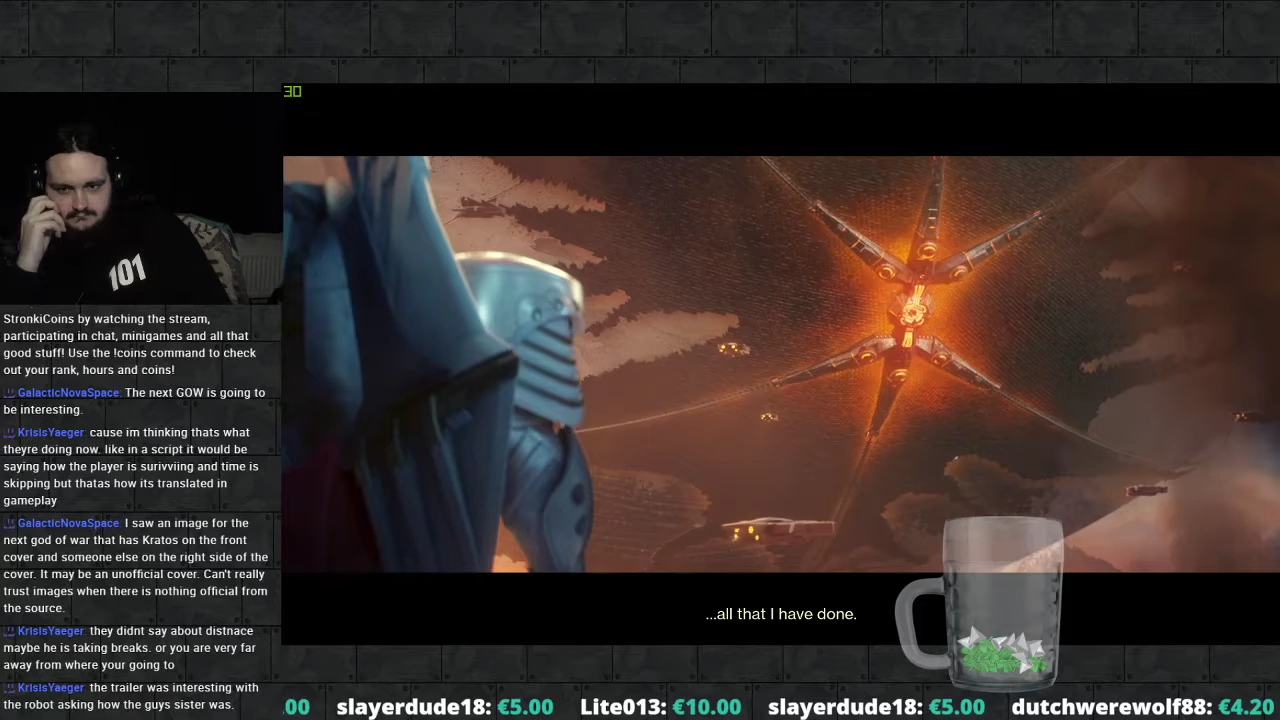 30
101
StronkiCoins by watching the stream,
participating in chat, minigames and all that
good stuff! Use the !coins command to check
out your rank, hours and coins!
GalacticNovaSpace: The next GOW is going to
be interesting.
KrisisYaeger: cause im thinking thats what
theyre doing now. like in a script it would be
saying how the player is surivviing and time is
skipping but thatas how its translated in
gameplay
GalacticNovaSpace: I saw an image for the
next god of war that has Kratos on the front
cover and someone else on the right side of the
cover. It may be an unofficial cover. Can't really
trust images when there is nothing official from
the source.
KrisisYaeger: they didnt say about distnace
maybe he is taking breaks. or you are very far
away from where your going to
KrisisYaeger: the trailer was interesting with
the robot asking how the guys sister was.
...all that I have done.
.00 slayerdude18: €5.00 Lite013: €10.00 slayerdude18: €5.00 dutchwerewolf88: €4.20